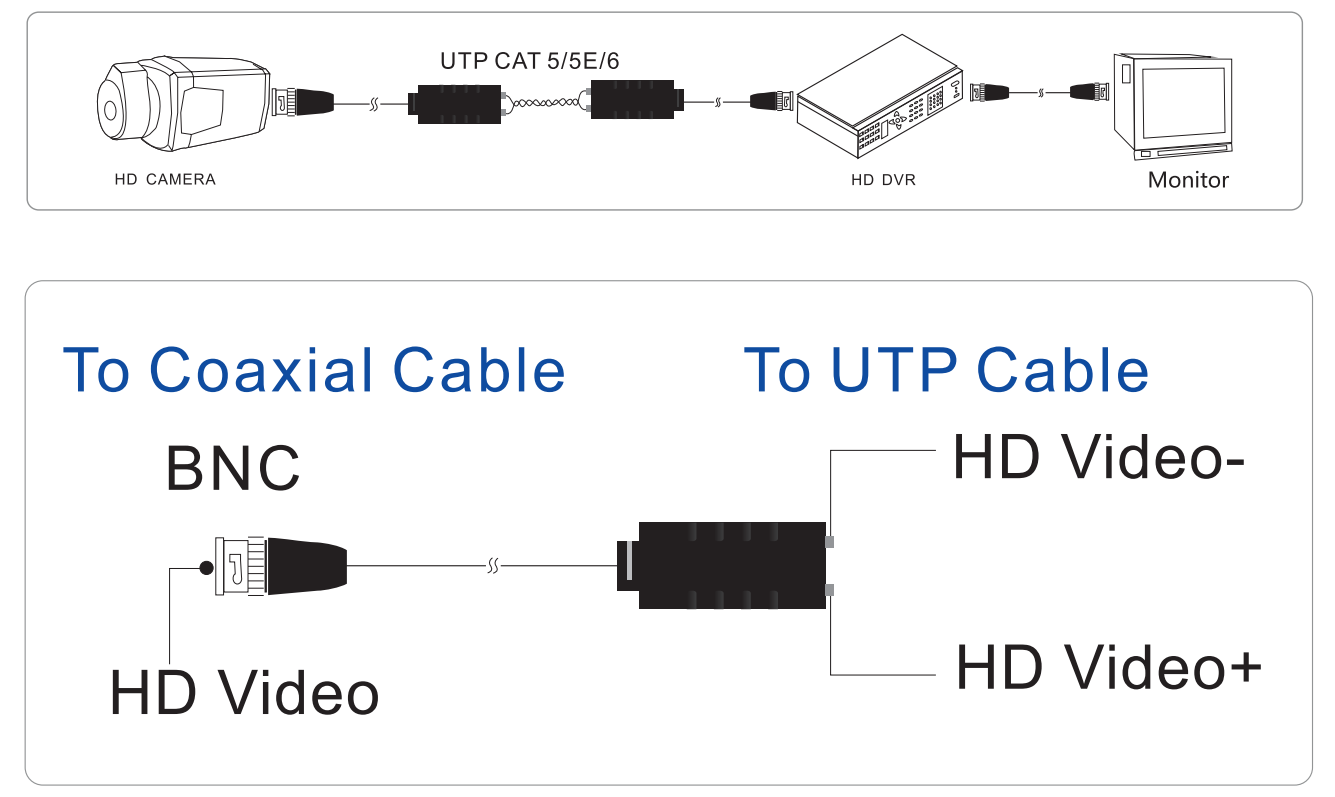 UTP CAT 5/5E/6
HD CAMERA
HD DVR
Monitor
To Coaxial Cable
To UTP Cable
BNC
HD Video-
HD Video
HD Video+